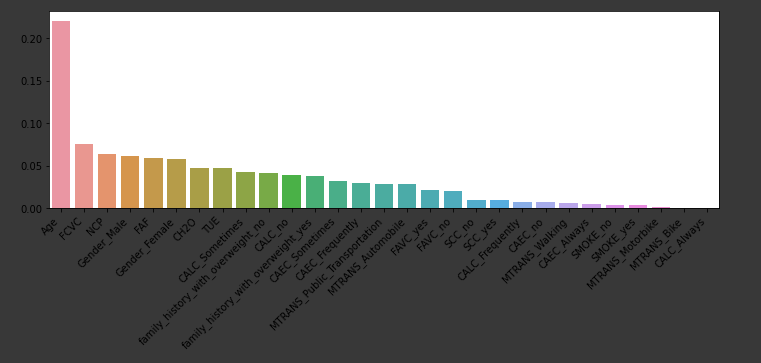 0.20
0.15
0.10
0.05
0.00
Age
FCVC
NCP
Gender_Male
FAF
Gender_Female
CH2O
TUE
CALC_Sometimes
family_history_with_overweight_no
CALC_no
family_history_with_overweight_yes
CAEC_Sometimes
CAEC_Frequently
MTRANS_Public_Transportation
MTRANS_Automobile
FAVC_yes
FAVC_no
SCC_no
SCC_yes
CALC_Frequently
CAEC_no
MTRANS_Walking
CAEC_Always
SMOKE_no
SMOKE_yes
MTRANS_Motorbike
MTRANS_Bike
CALC_Always